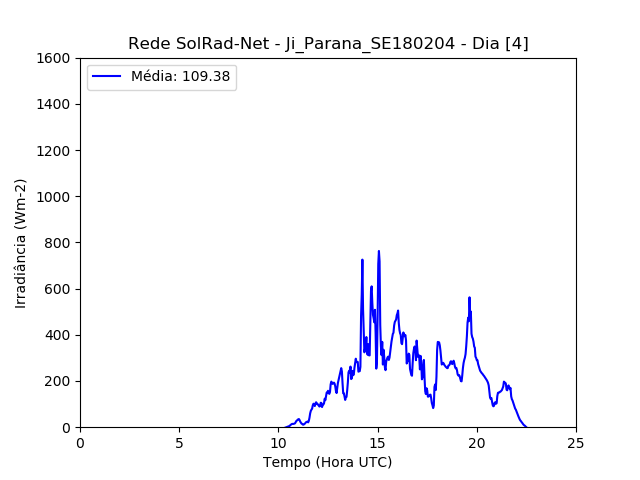 Rede SolRad-Net - Ji_Parana_SE180204 - Dia [4]
Média: 109.38
1600
1400
1200
1000
800
600
400
200
0
Irradiância (Wm-2)
0 5 10 15 20 25
Tempo (Hora UTC)